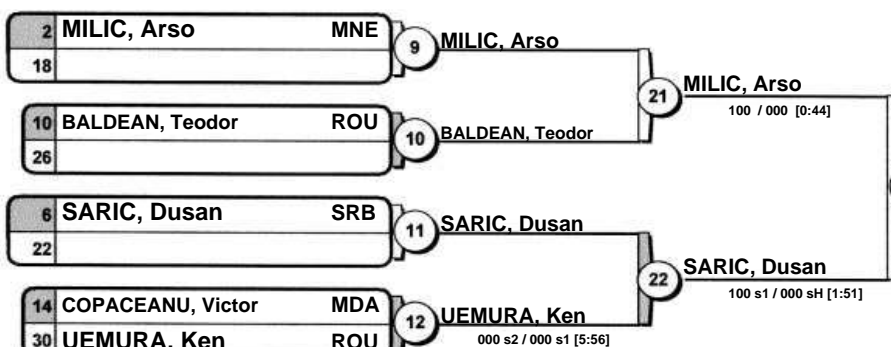 2 MILIC, Arso MNE
18
9 MILIC, Arso
21 MILIC, Arso
100 / 000 [0:44]
10 BALDEAN, Teodor ROU
26
10 BALDEAN, Teodor
6 SARIC, Dusan SRB
22
11 SARIC, Dusan
22 SARIC, Dusan
100 s1 / 000 sH [1:51]
14 COPACEANU, Victor MDA
30 UEMURA, Ken ROU
12 UEMURA, Ken
000 s2 / 000 s1 [5:56]